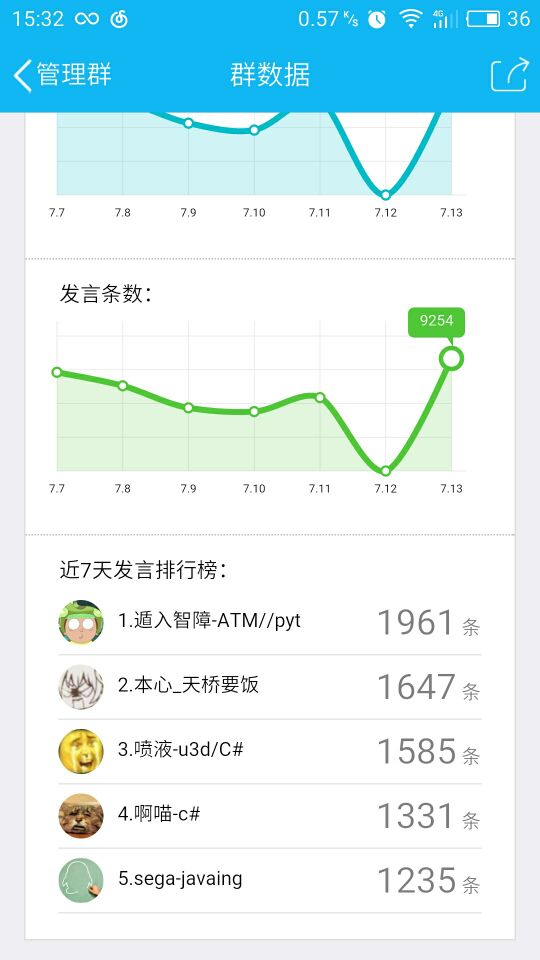 15:32 0.57 K/s 4G 36
管理群 群数据
7.7 7.8 7.9 7.10 7.11 7.12 7.13
发言条数：
9254
7.7 7.8 7.9 7.10 7.11 7.12 7.13
近7天发言排行榜：
1.遁入智障-ATM//pyt 1961 条
2.本心_天桥要饭 1647 条
3.喷液-u3d/C# 1585 条
4.啊喵-c# 1331 条
5.sega-javaing 1235 条